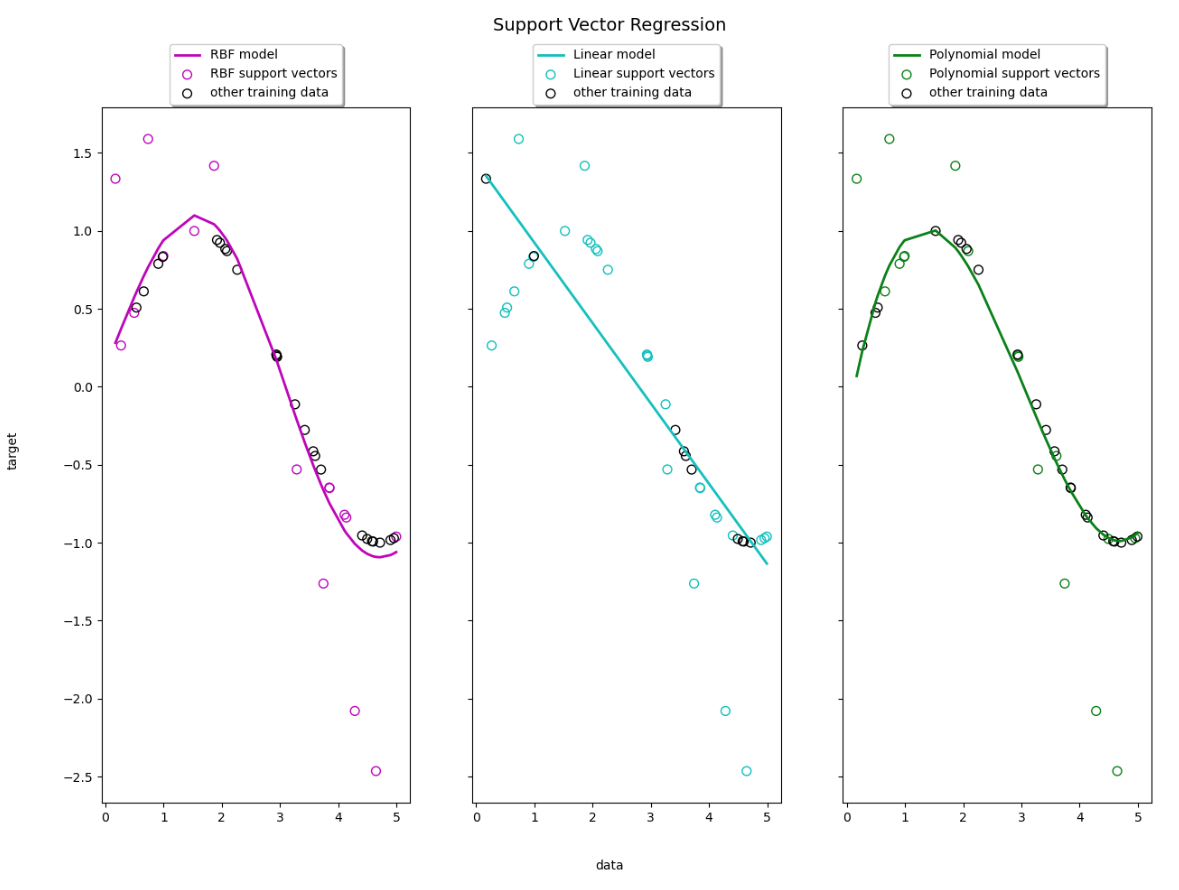 Support Vector Regression
RBF model
RBF support vectors
other training data
Linear model
Linear support vectors
other training data
Polynomial model
Polynomial support vectors
other training data
1.5
1.0
0.5
0.0
−0.5
−1.0
−1.5
−2.0
−2.5
target
0 1 2 3 4 5
0 1 2 3 4 5
0 1 2 3 4 5
data